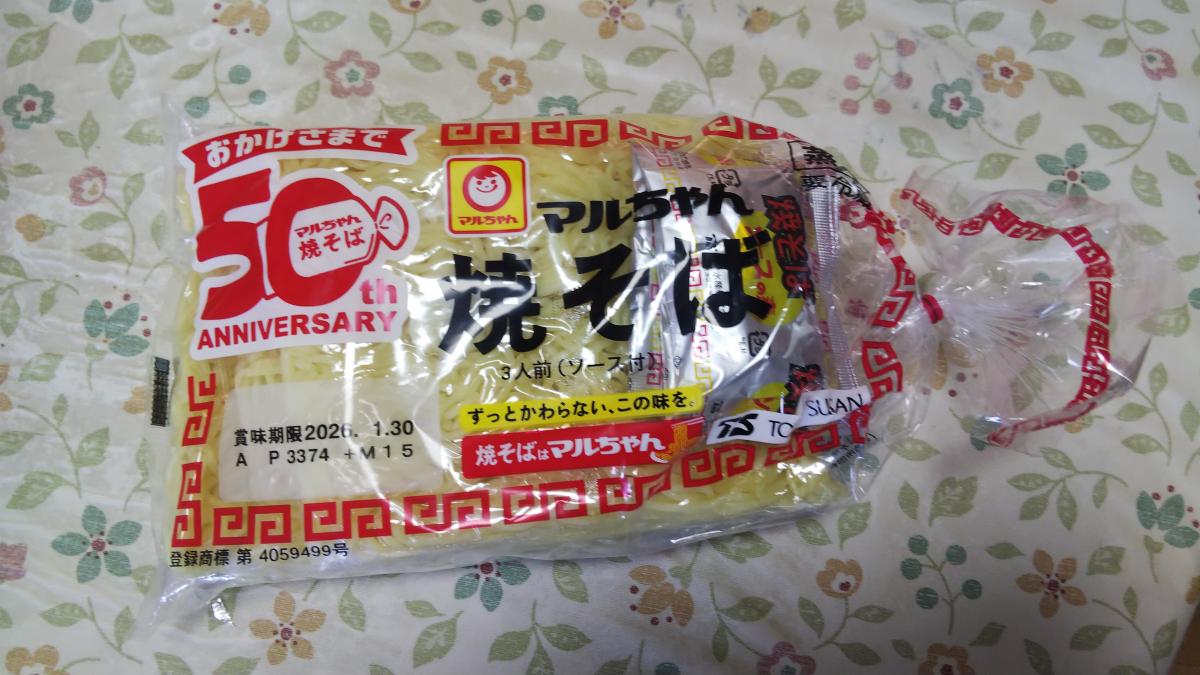 おかげさまで
50th
マルちゃん
焼そば
ANNIVERSARY
マルちゃん
マルちゃん
焼そば
3人前(ソース付
ずっとかわらない、この味を。
焼そばはマルちゃん
賞味期限2026. 1.30
A P3374 +M15
TS
登録商標 第 4059499号